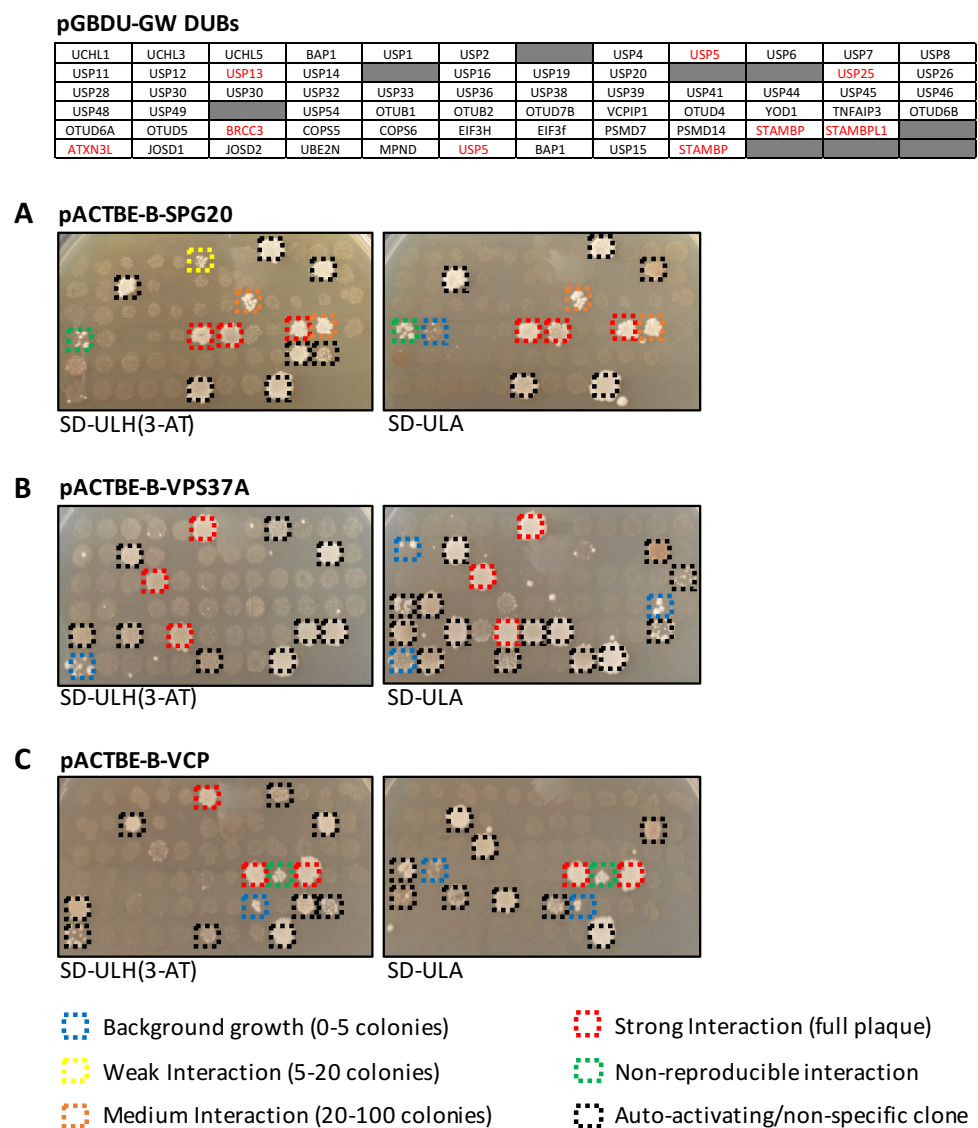 pGBDU-GW DUBs
UCHL1 UCHL3 UCHL5 BAP1 USP1 USP2 USP4 USP5 USP6 USP7 USP8
USP11 USP12 USP13 USP14 USP16 USP19 USP20 USP25 USP26
USP28 USP30 USP30 USP32 USP33 USP36 USP38 USP39 USP41 USP44 USP45 USP46
USP48 USP49 USP54 OTUB1 OTUB2 OTUD7B VCPIP1 OTUD4 YOD1 TNFAIP3 OTUD6B
OTUD6A OTUD5 BRCC3 COPS5 COPS6 EIF3H EIF3f PSMD7 PSMD14 STAMBP STAMBPL1
ATXN3L JOSD1 JOSD2 UBE2N MPND USP5 BAP1 USP15 STAMBP
A pACTBE-B-SPG20
SD-ULH(3-AT) SD-ULA
B pACTBE-B-VPS37A
SD-ULH(3-AT) SD-ULA
C pACTBE-B-VCP
SD-ULH(3-AT) SD-ULA
Background growth (0-5 colonies) Strong Interaction (full plaque)
Weak Interaction (5-20 colonies) Non-reproducible interaction
Medium Interaction (20-100 colonies) Auto-activating/non-specific clone